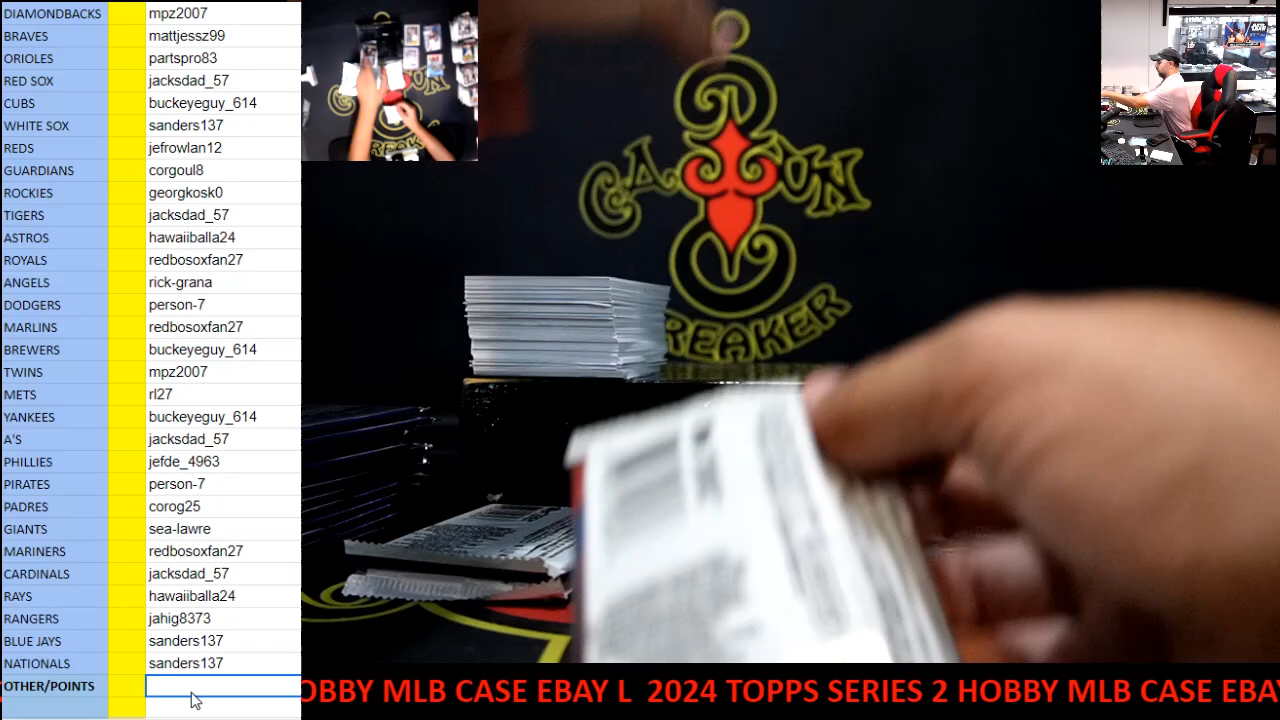 DIAMONDBACKS mpz2007
BRAVES mattjessz99
ORIOLES partspro83
RED SOX jacksdad_57
CUBS buckeyeguy_614
WHITE SOX sanders137
REDS jefrowlan12
GUARDIANS corgoul8
ROCKIES georgkosk0
TIGERS jacksdad_57
ASTROS hawaiiballa24
ROYALS redbosoxfan27
ANGELS rick-grana
DODGERS person-7
MARLINS redbosoxfan27
BREWERS buckeyeguy_614
TWINS mpz2007
METS rl27
YANKEES buckeyeguy_614
A'S jacksdad_57
PHILLIES jefde_4963
PIRATES person-7
PADRES corog25
GIANTS sea-lawre
MARINERS redbosoxfan27
CARDINALS jacksdad_57
RAYS hawaiiballa24
RANGERS jahig8373
BLUE JAYS sanders137
NATIONALS sanders137
OTHER/POINTS
CAJUN
REAKER
OBBY MLB CASE EBAY L 2024 TOPPS SERIES 2 HOBBY MLB CASE EBA